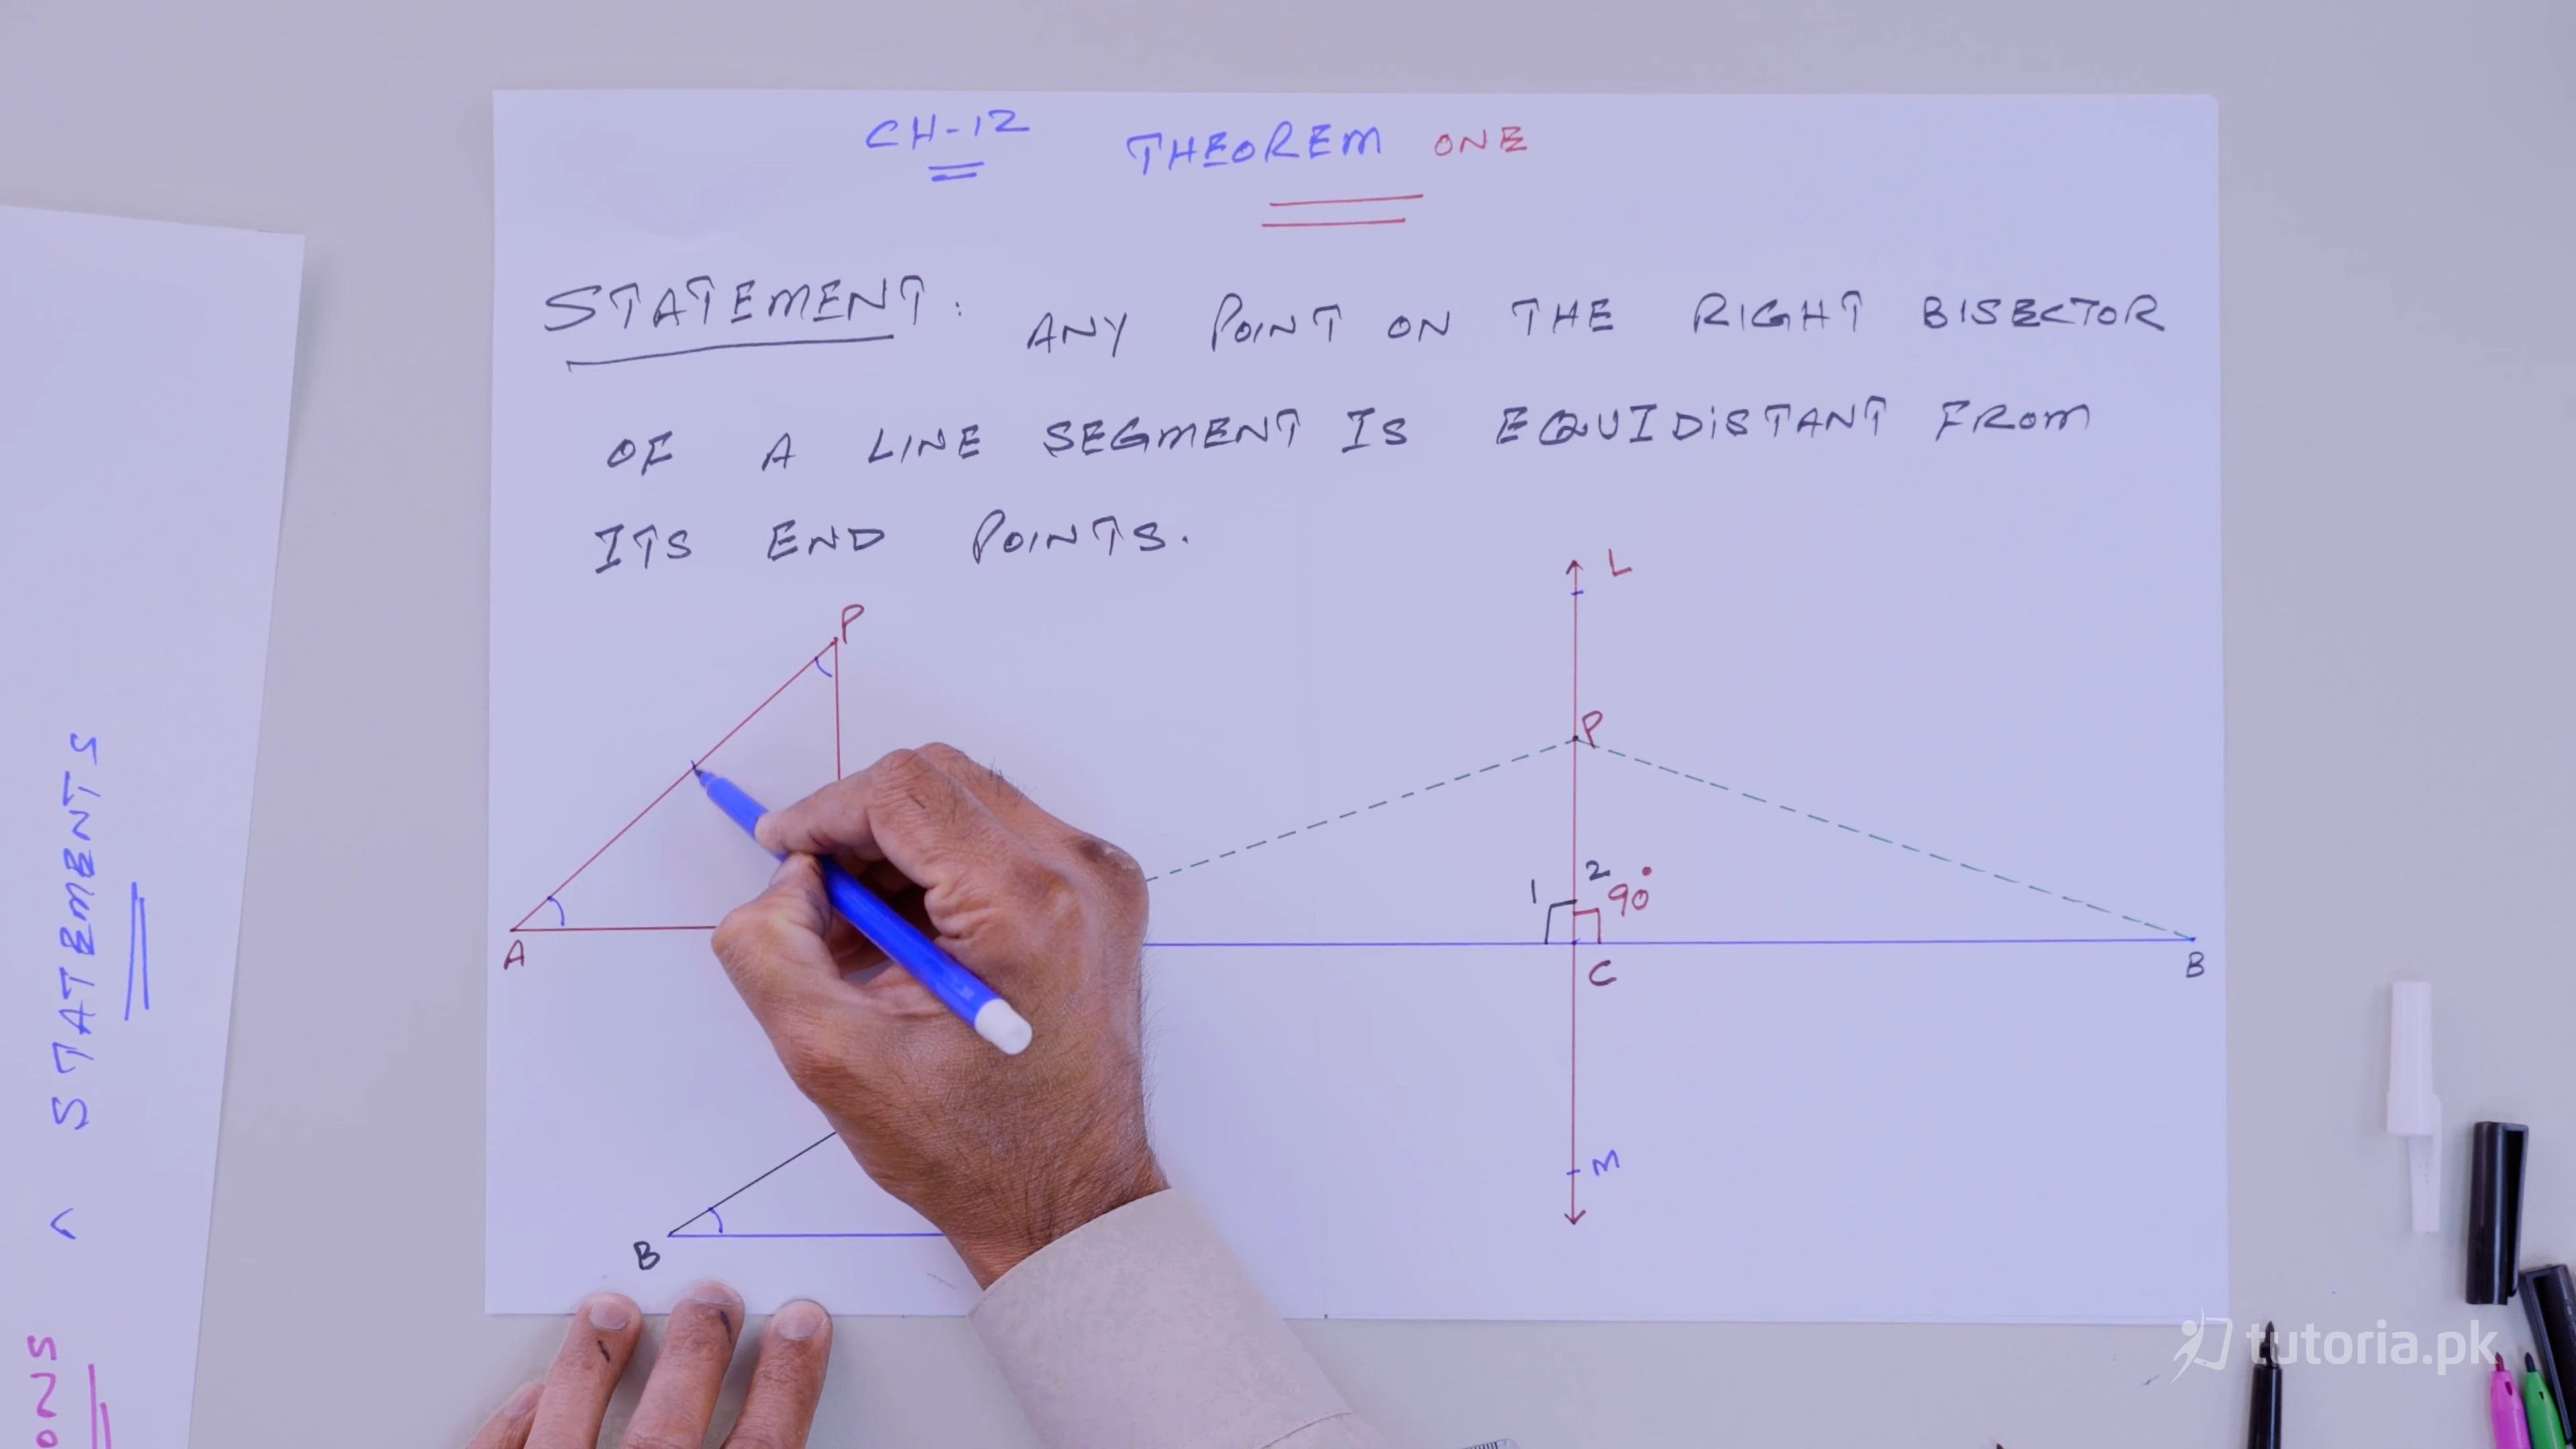 CH-12 THEOREM ONE
STATEMENT: ANY POINT ON THE RIGHT BISECTOR
OF A LINE SEGMENT IS EQUIDISTANT FROM
ITS END POINTS.
L
P
P
2
1
90°
A
C
B
M
B
STATEMENTS
tutoria.pk